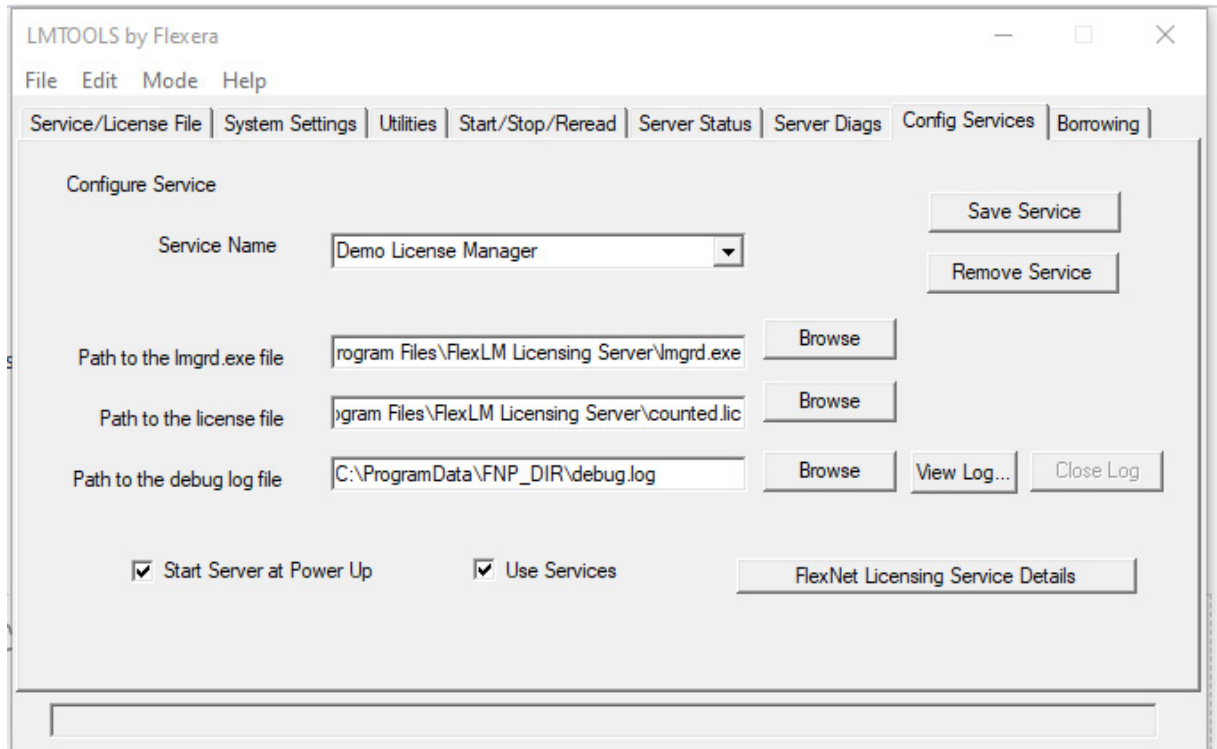 LMTOOLS by Flexera
File Edit Mode Help
Service/License File System Settings Utilities Start/Stop/Reread Server Status Server Diags Config Services Borrowing
Configure Service
Save Service
Service Name Demo License Manager
Remove Service
Path to the lmgrd.exe file rogram Files\FlexLM Licensing Server\lmgrd.exe Browse
Path to the license file ogram Files\FlexLM Licensing Server\counted.lic Browse
Path to the debug log file C:\ProgramData\FNP_DIR\debug.log Browse View Log... Close Log
Start Server at Power Up Use Services FlexNet Licensing Service Details